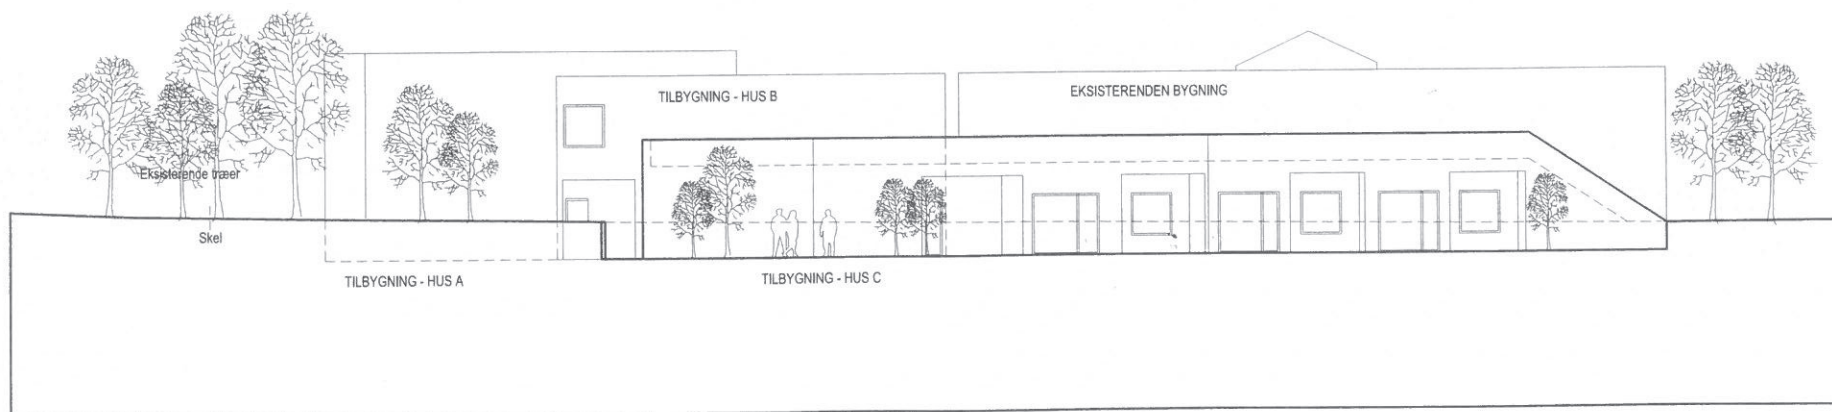 TILBYGNING - HUS B
EKSISTERENDEN BYGNING
Eksisterende træer
Skel
TILBYGNING - HUS A
TILBYGNING - HUS C